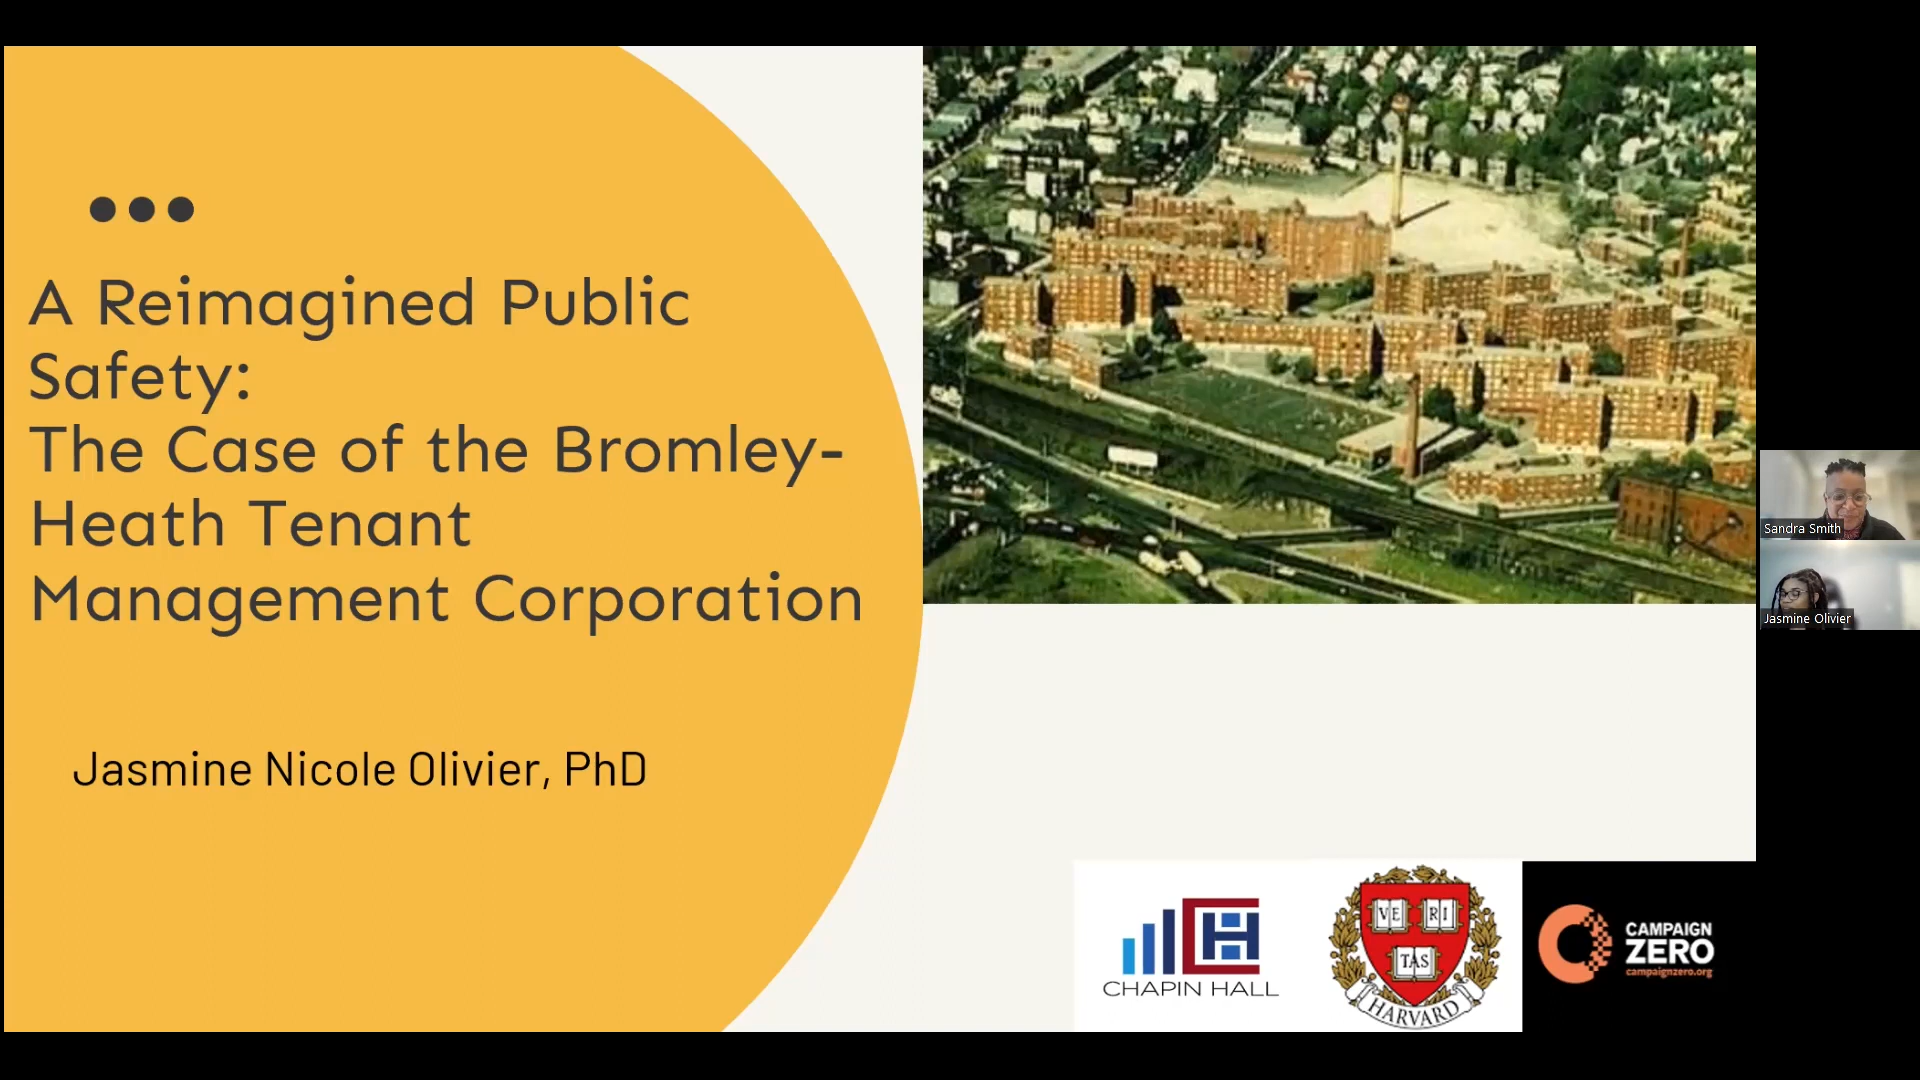 A Reimagined Public
Safety:
The Case of the Bromley-
Heath Tenant
Management Corporation
Jasmine Nicole Olivier, PhD
Sandra Smith
Jasmine Olivier
CHAPIN HALL
VE RI
TAS
HARVARD
CAMPAIGN
ZERO
campaignzero.org